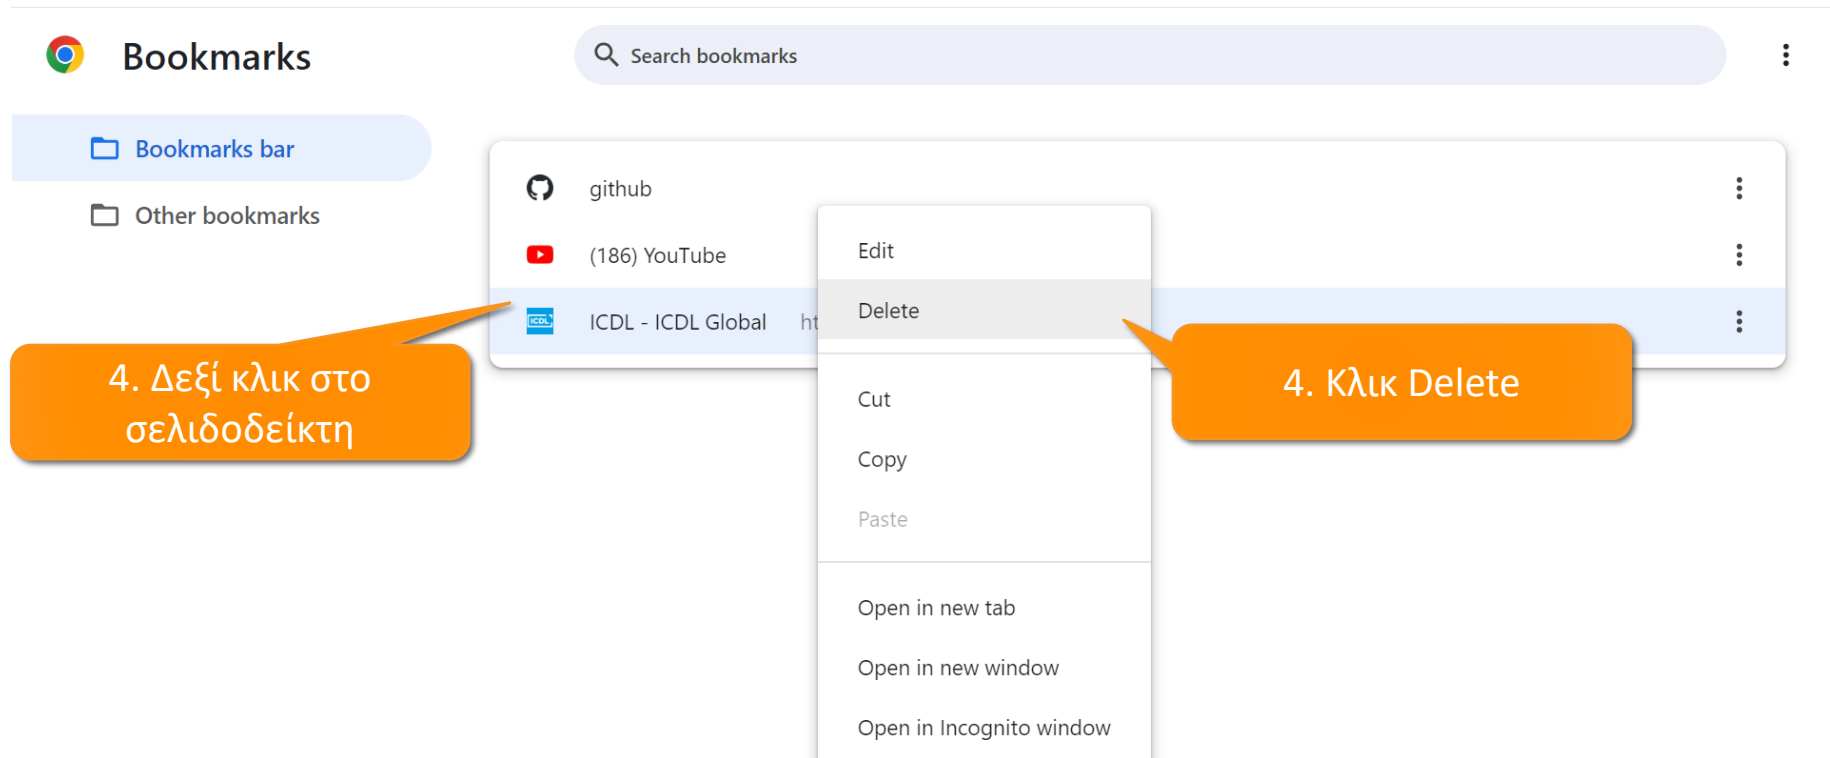 Bookmarks
Search bookmarks
Bookmarks bar
Other bookmarks
github
(186) YouTube
ICDL
ICDL - ICDL Global ht
Edit
Delete
Cut
Copy
Paste
Open in new tab
Open in new window
Open in Incognito window
4. Δεξί κλικ στο
σελιδοδείκτη
4. Κλικ Delete